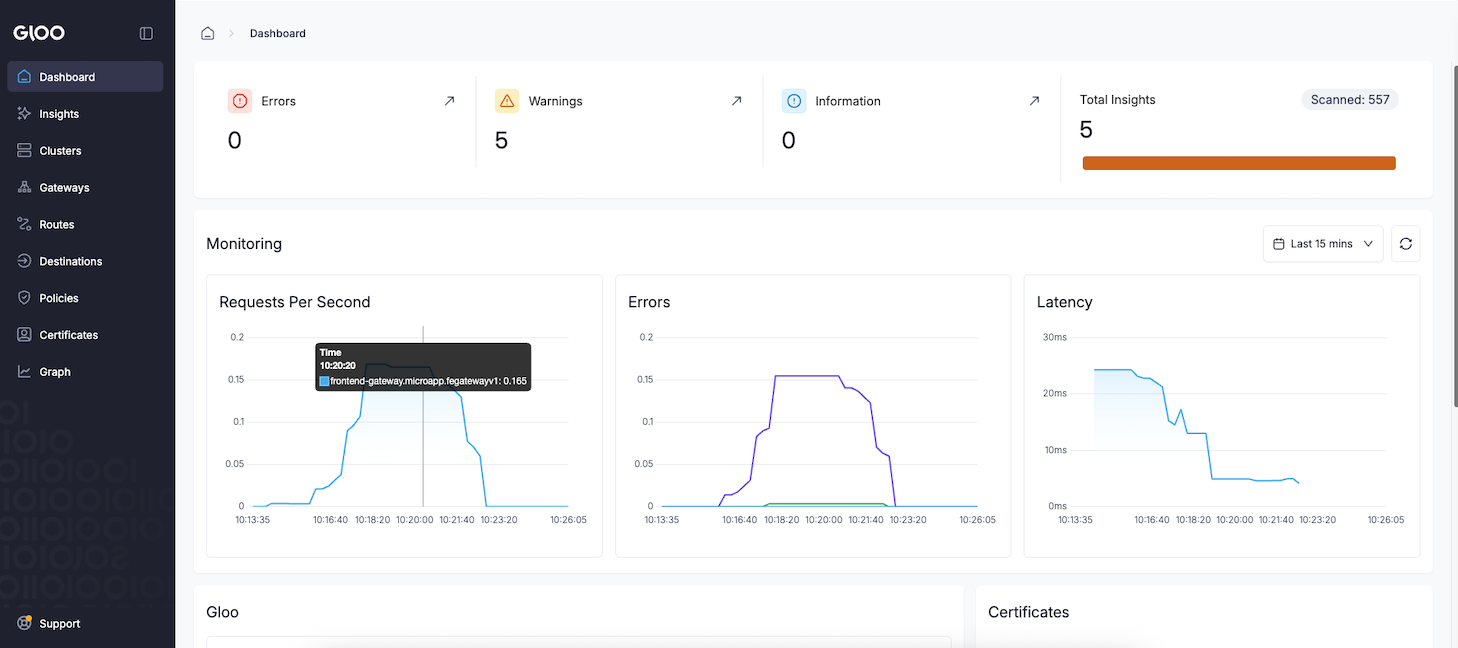 GLOO
Dashboard
Insights
Clusters
Gateways
Routes
Destinations
Policies
Certificates
Graph
Support
Dashboard
Errors
0
Warnings
5
Information
0
Total Insights
Scanned: 557
5
Monitoring
Last 15 mins
Requests Per Second
0.2
0.15
0.1
0.05
0
10:13:35 10:16:40 10:18:20 10:20:00 10:21:40 10:23:20 10:26:05
Time
10:20:20
frontend-gateway.microapp.fegatewayv1: 0.165
Errors
0.2
0.15
0.1
0.05
0
10:13:35 10:16:40 10:18:20 10:20:00 10:21:40 10:23:20 10:26:05
Latency
30ms
20ms
10ms
0ms
10:13:35 10:16:40 10:18:20 10:20:00 10:21:40 10:23:20 10:26:05
Gloo
Certificates